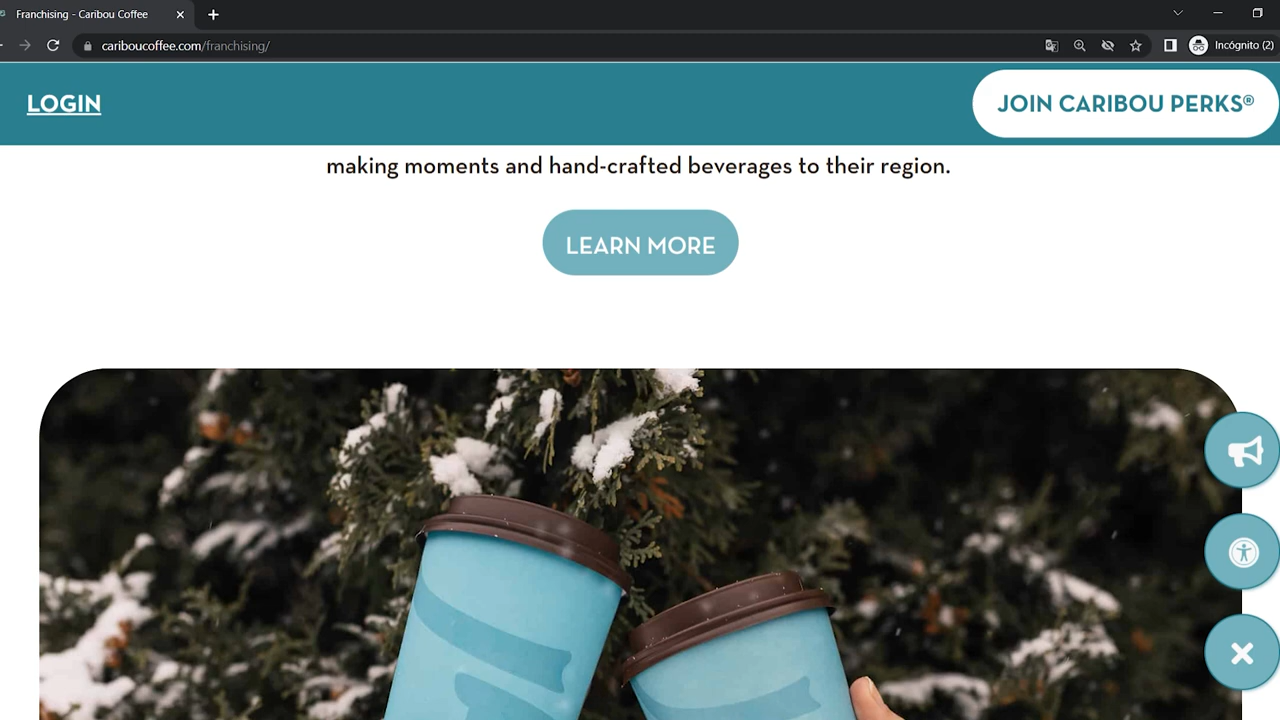 Franchising - Caribou Coffee
cariboucoffee.com/franchising/
Incógnito (2)
LOGIN
JOIN CARIBOU PERKS®
making moments and hand-crafted beverages to their region.
LEARN MORE